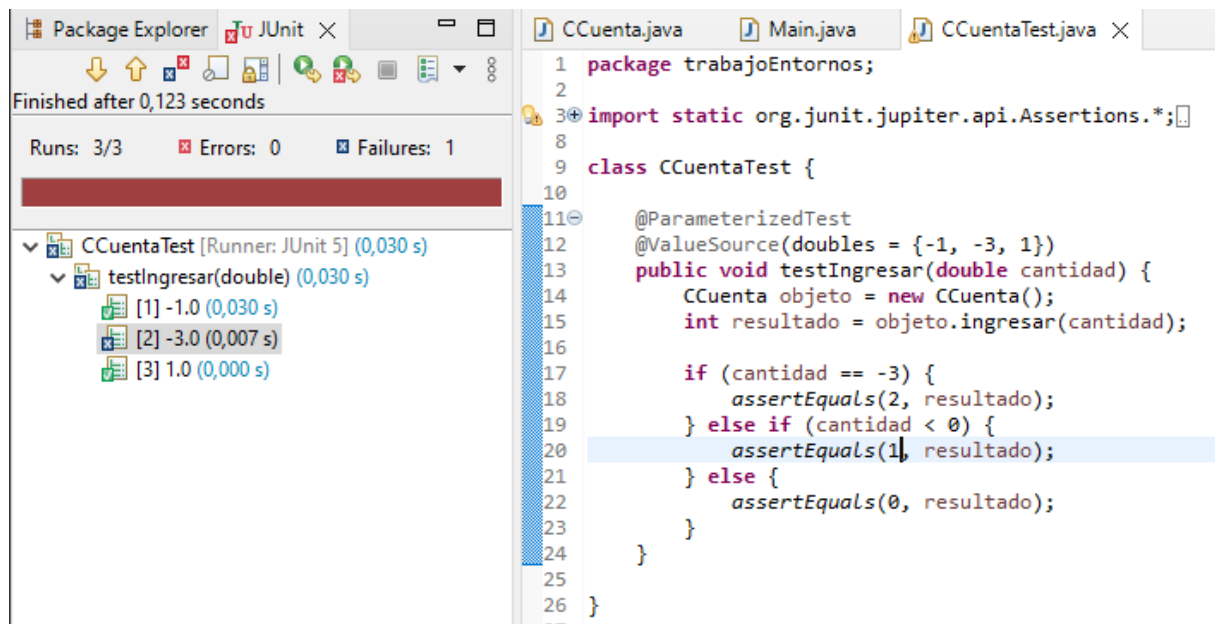 Package Explorer JUnit
Finished after 0,123 seconds
Runs: 3/3 Errors: 0 Failures: 1
CCuentaTest [Runner: JUnit 5] (0,030 s)
testIngresar(double) (0,030 s)
[1] -1.0 (0,030 s)
[2] -3.0 (0,007 s)
[3] 1.0 (0,000 s)
CCuenta.java Main.java CCuentaTest.java
1 package trabajoEntornos;
2
3 import static org.junit.jupiter.api.Assertions.*;
8
9 class CCuentaTest {
10
11 @ParameterizedTest
12 @ValueSource(doubles = {-1, -3, 1})
13 public void testIngresar(double cantidad) {
14 CCuenta objeto = new CCuenta();
15 int resultado = objeto.ingresar(cantidad);
16
17 if (cantidad == -3) {
18 assertEquals(2, resultado);
19 } else if (cantidad < 0) {
20 assertEquals(1, resultado);
21 } else {
22 assertEquals(0, resultado);
23 }
24 }
25
26 }